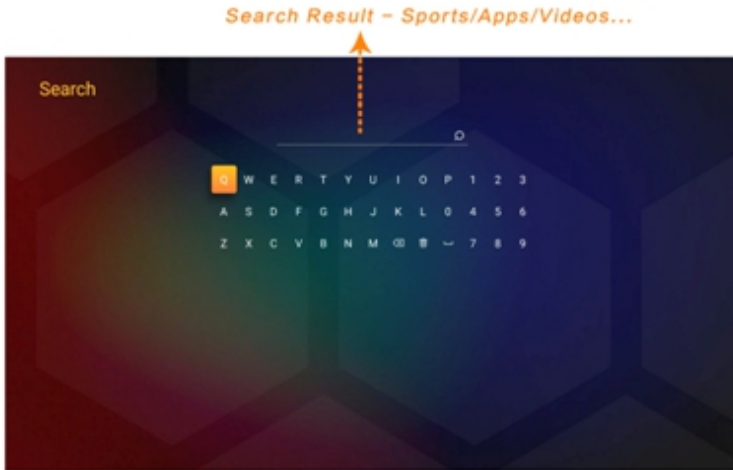 Search Result – Sports/Apps/Videos...
Search
Q W E R T Y U I O P 1 2 3
A S D F G H J K L 0 4 5 6
Z X C V B N M 7 8 9